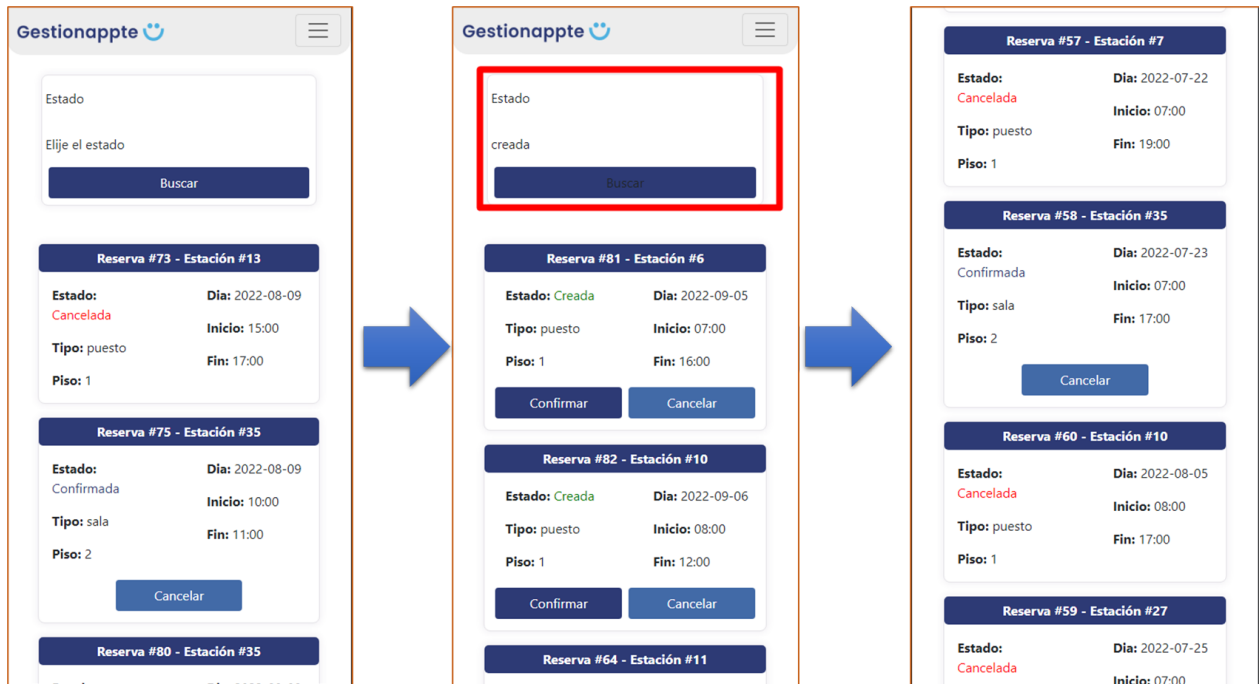 Gestionappte
Estado
Elije el estado
Buscar
Reserva #73 - Estación #13
Estado: Dia: 2022-08-09
Cancelada
Inicio: 15:00
Tipo: puesto
Fin: 17:00
Piso: 1
Reserva #75 - Estación #35
Estado: Dia: 2022-08-09
Confirmada
Inicio: 10:00
Tipo: sala
Fin: 11:00
Piso: 2
Cancelar
Reserva #80 - Estación #35
Gestionappte
Estado
creada
Buscar
Reserva #81 - Estación #6
Estado: Creada Dia: 2022-09-05
Tipo: puesto Inicio: 07:00
Piso: 1 Fin: 16:00
Confirmar Cancelar
Reserva #82 - Estación #10
Estado: Creada Dia: 2022-09-06
Tipo: puesto Inicio: 08:00
Piso: 1 Fin: 12:00
Confirmar Cancelar
Reserva #64 - Estación #11
Reserva #57 - Estación #7
Estado: Dia: 2022-07-22
Cancelada
Inicio: 07:00
Tipo: puesto
Fin: 19:00
Piso: 1
Reserva #58 - Estación #35
Estado: Dia: 2022-07-23
Confirmada
Inicio: 07:00
Tipo: sala
Fin: 17:00
Piso: 2
Cancelar
Reserva #60 - Estación #10
Estado: Dia: 2022-08-05
Cancelada
Inicio: 08:00
Tipo: puesto
Fin: 17:00
Piso: 1
Reserva #59 - Estación #27
Estado: Dia: 2022-07-25
Cancelada
Inicio: 07:00